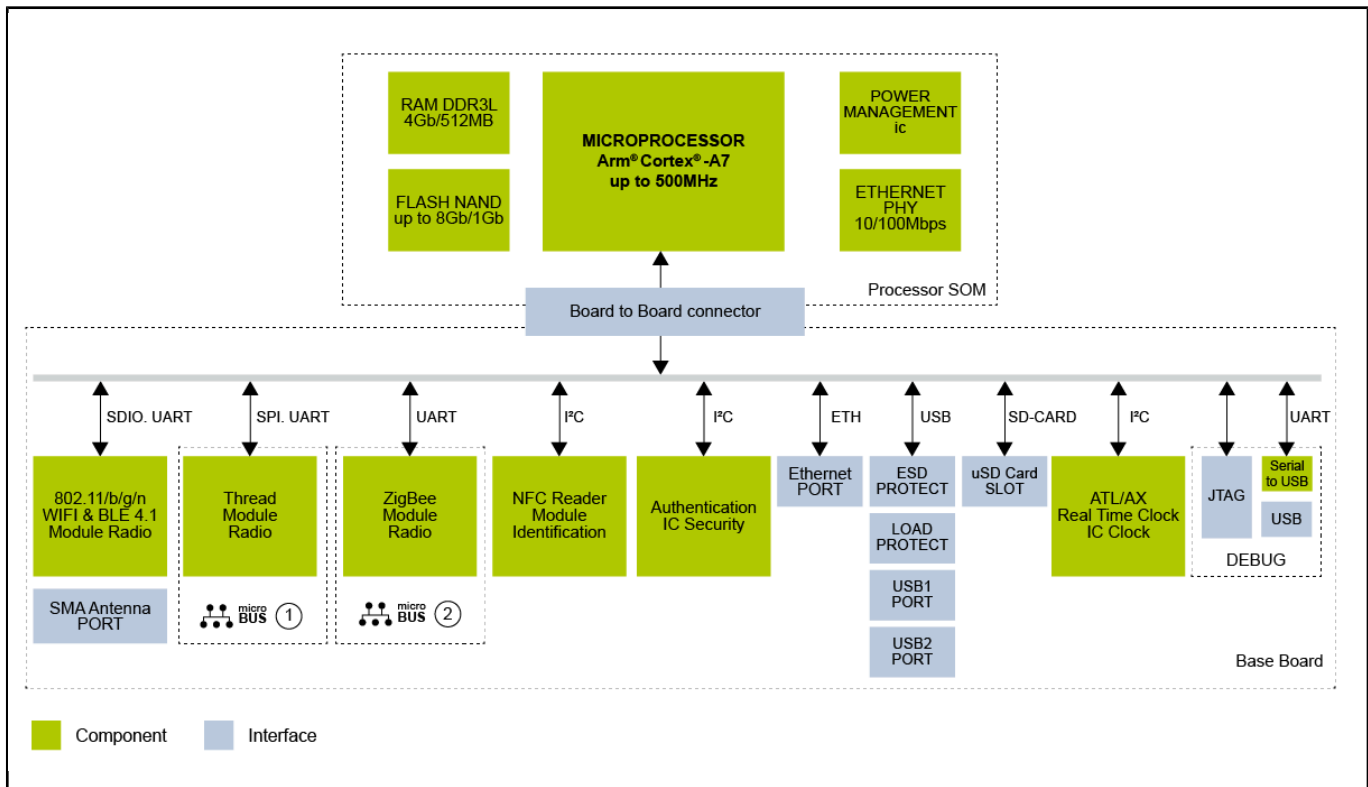 RAM DDR3L
4Gb/512MB
MICROPROCESSOR
Arm® Cortex® -A7
up to 500MHz
POWER
MANAGEMENT
ic
FLASH NAND
up to 8Gb/1Gb
ETHERNET
PHY
10/100Mbps
Processor SOM
Board to Board connector
SDIO. UART
SPI. UART
UART
I²C
I²C
ETH
USB
SD-CARD
I²C
UART
802.11/b/g/n
WIFI & BLE 4.1
Module Radio
Thread
Module
Radio
ZigBee
Module
Radio
NFC Reader
Module
Identification
Authentication
IC Security
Ethernet
PORT
ESD
PROTECT
uSD Card
SLOT
ATL/AX
Real Time Clock
IC Clock
JTAG
Serial
to USB
USB
DEBUG
LOAD
PROTECT
SMA Antenna
PORT
micro
BUS
1
micro
BUS
2
USB1
PORT
USB2
PORT
Base Board
Component
Interface